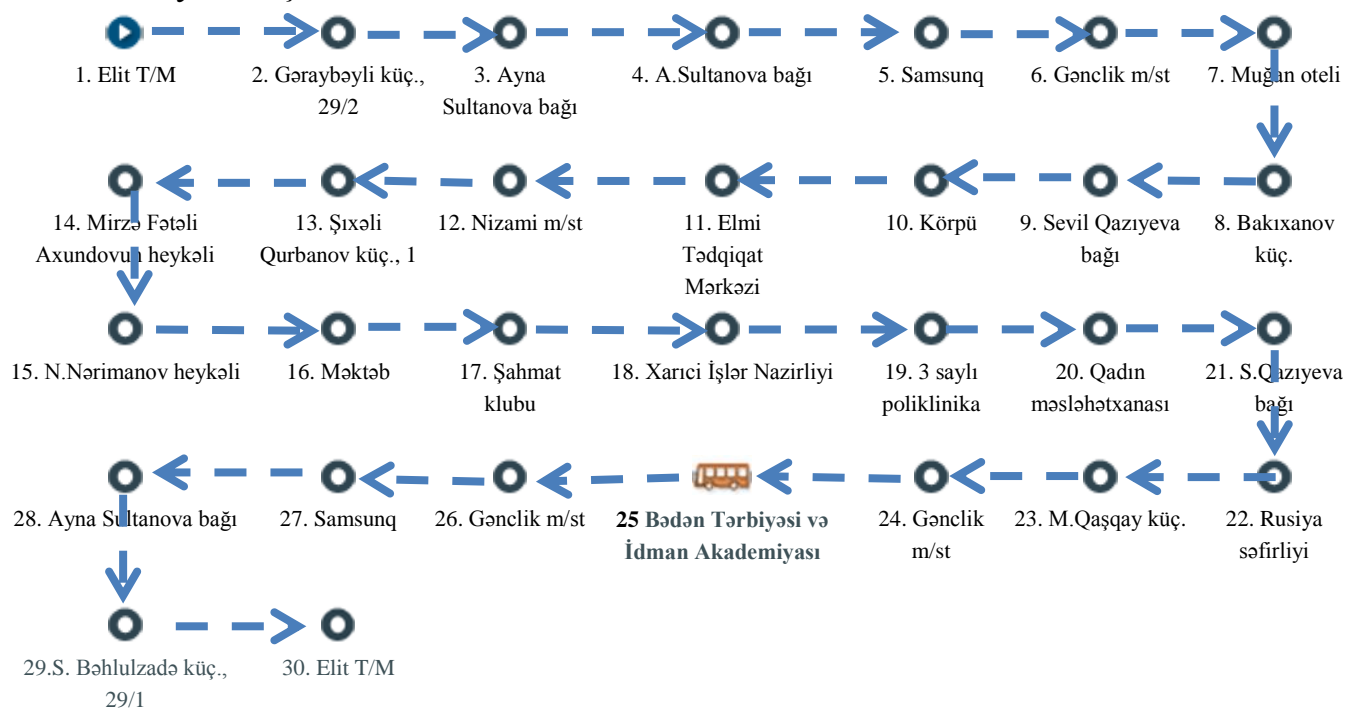 1. Elit T/M
2. Gəraybəyli küç.,
29/2
3. Ayna
Sultanova bağı
4. A.Sultanova bağı
5. Samsunq
6. Gənclik m/st
7. Muğan oteli
14. Mirzə Fətəli
Axundovun heykəli
13. Şıxəli
Qurbanov küç., 1
12. Nizami m/st
11. Elmi
Tədqiqat
Mərkəzi
10. Körpü
9. Sevil Qazıyeva
bağı
8. Bakıxanov
küç.
15. N.Nərimanov heykəli
16. Məktəb
17. Şahmat
klubu
18. Xarıci İşlər Nazirliyi
19. 3 saylı
poliklinika
20. Qadın
məsləhətxanası
21. S.Qazıyeva
bağı
28. Ayna Sultanova bağı
27. Samsunq
26. Gənclik m/st
25 Bədən Tərbiyəsi və
İdman Akademiyası
24. Gənclik
m/st
23. M.Qaşqay küç.
22. Rusiya
səfirliyi
29.S. Bəhlulzadə küç.,
29/1
30. Elit T/M